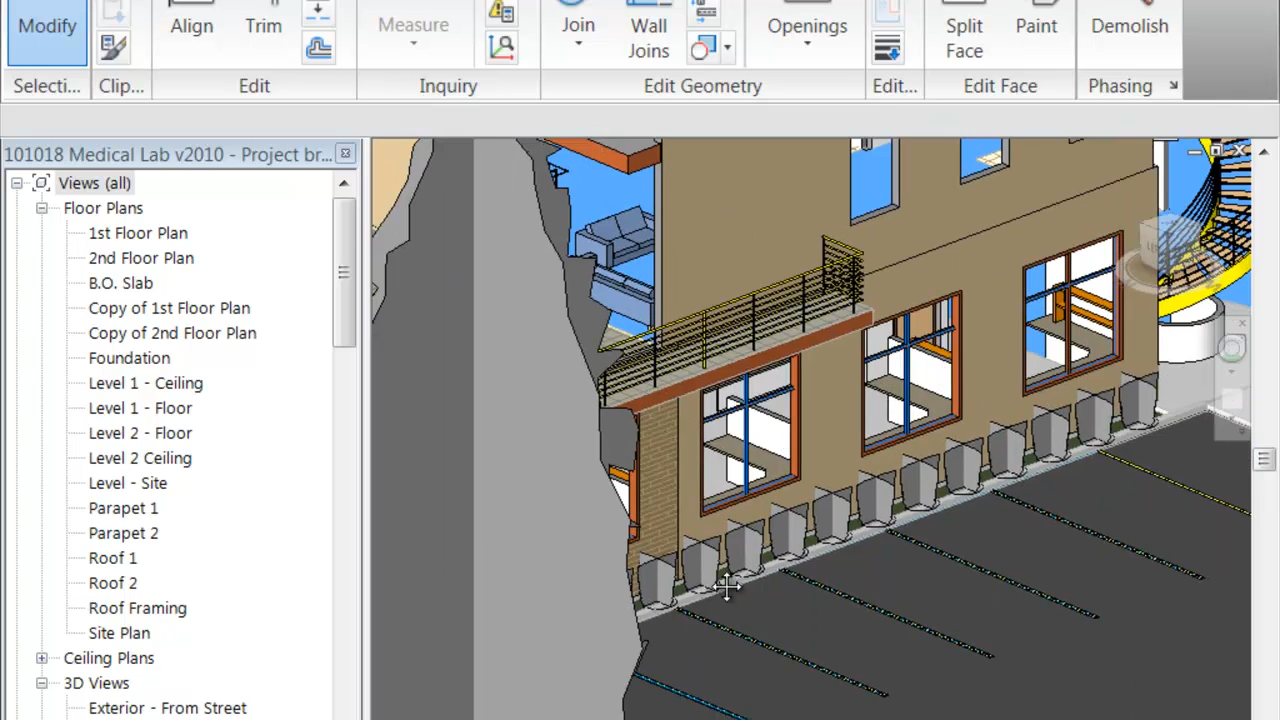 Modify
Align
Trim
Measure
Join
Wall
Joins
Openings
Split
Face
Paint
Demolish
Selecti...
Clip...
Edit
Inquiry
Edit Geometry
Edit...
Edit Face
Phasing
101018 Medical Lab v2010 - Project br...
Views (all)
Floor Plans
1st Floor Plan
2nd Floor Plan
B.O. Slab
Copy of 1st Floor Plan
Copy of 2nd Floor Plan
Foundation
Level 1 - Ceiling
Level 1 - Floor
Level 2 - Floor
Level 2 Ceiling
Level - Site
Parapet 1
Parapet 2
Roof 1
Roof 2
Roof Framing
Site Plan
Ceiling Plans
3D Views
Exterior - From Street